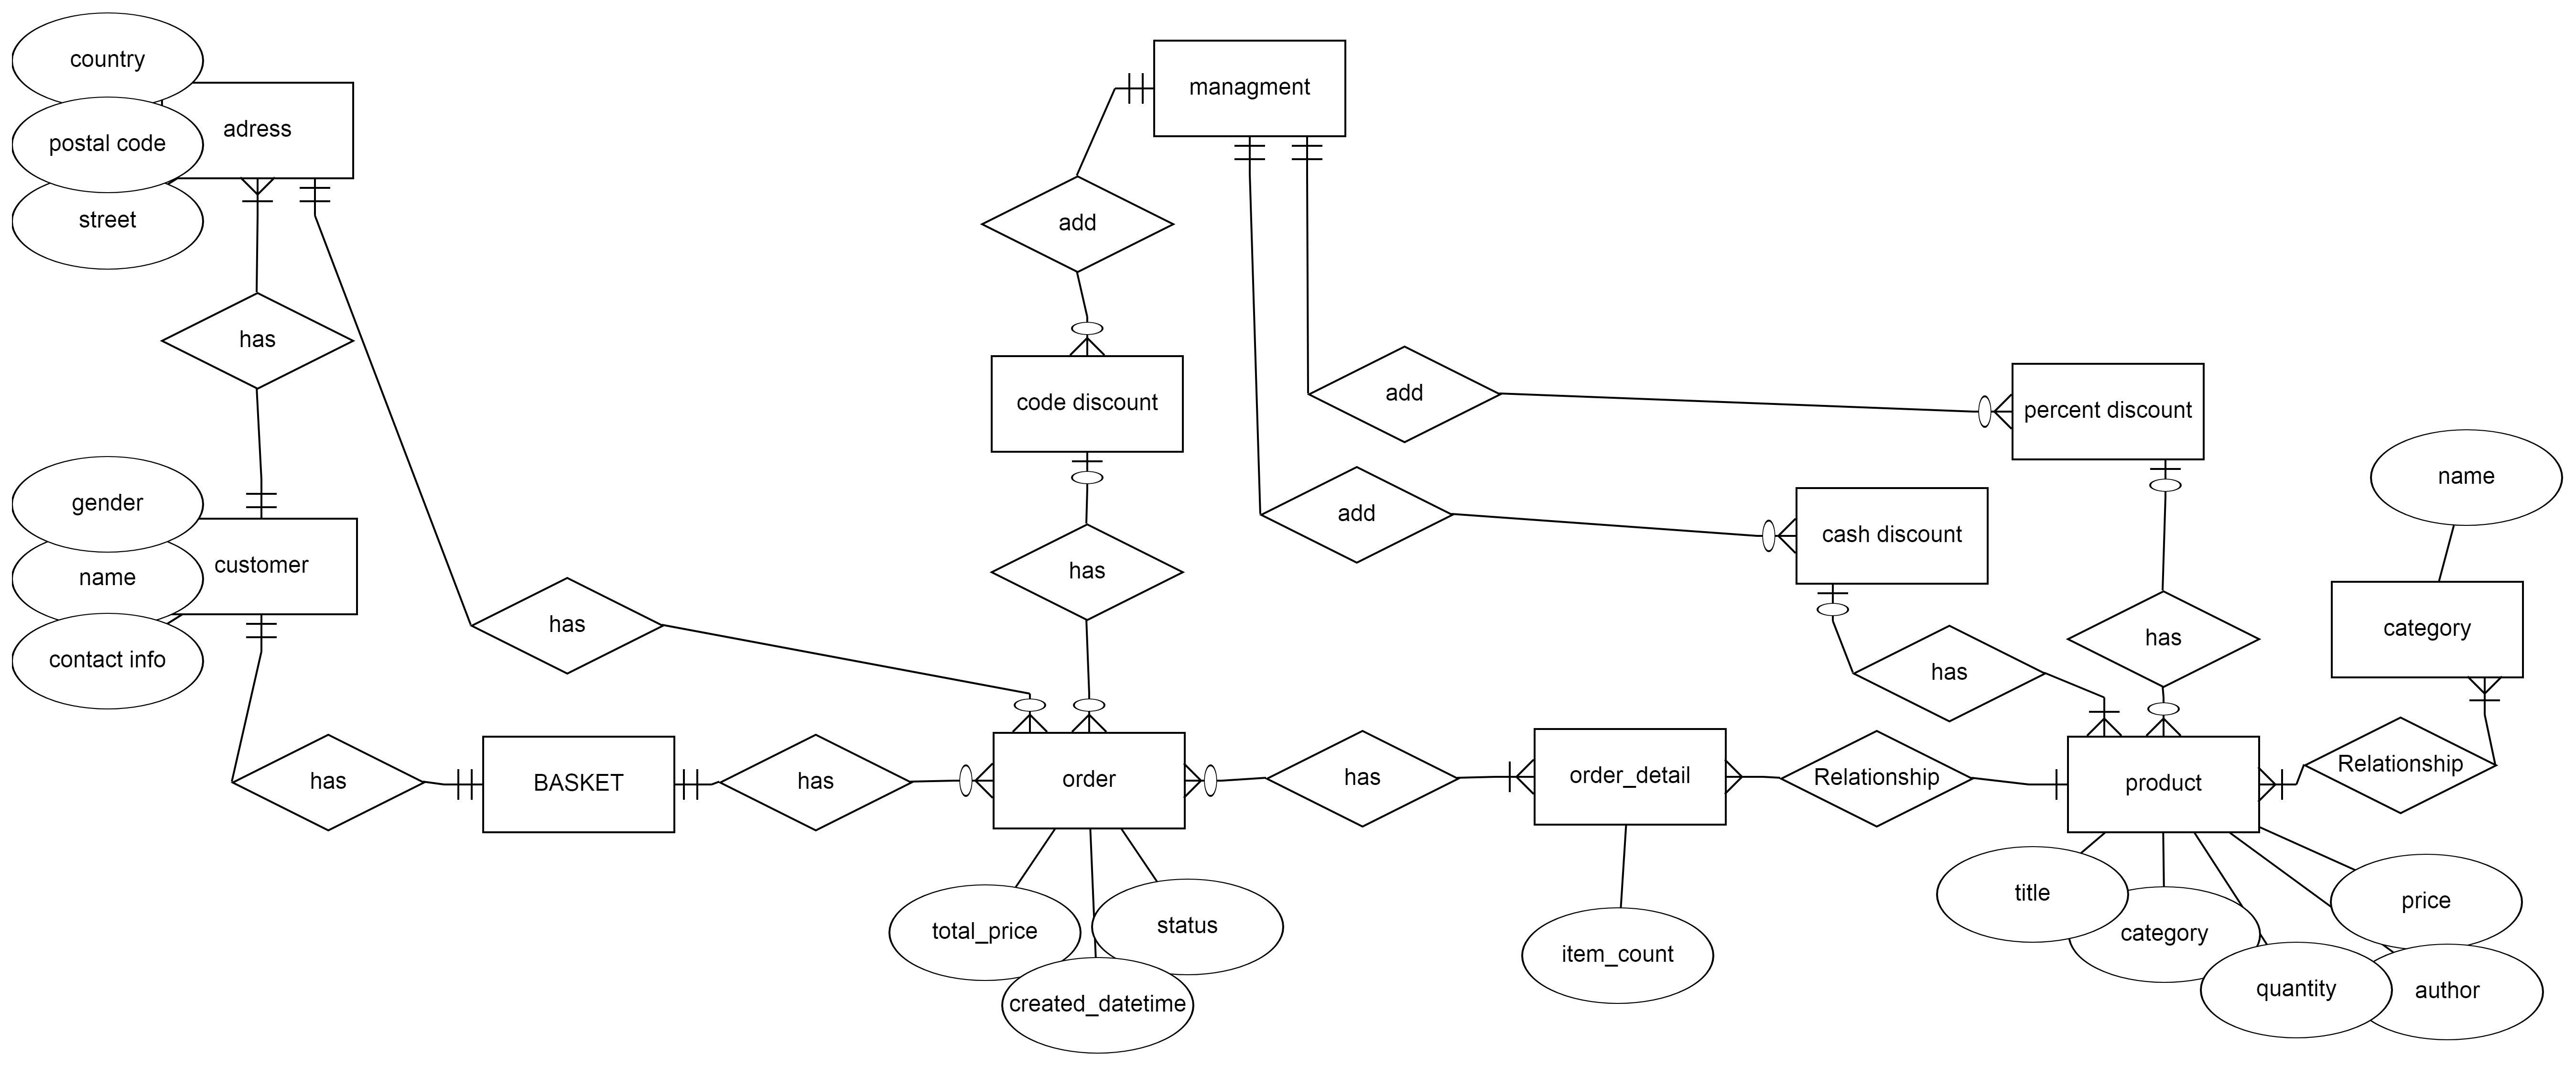 country
managment
adress
postal code
street
add
has
code discount
add
percent discount
name
gender
add
cash discount
customer
name
has
has
has
category
contact info
has
has
BASKET
has
order
has
order_detail
Relationship
product
Relationship
total_price
status
created_datetime
item_count
title
category
price
quantity
author